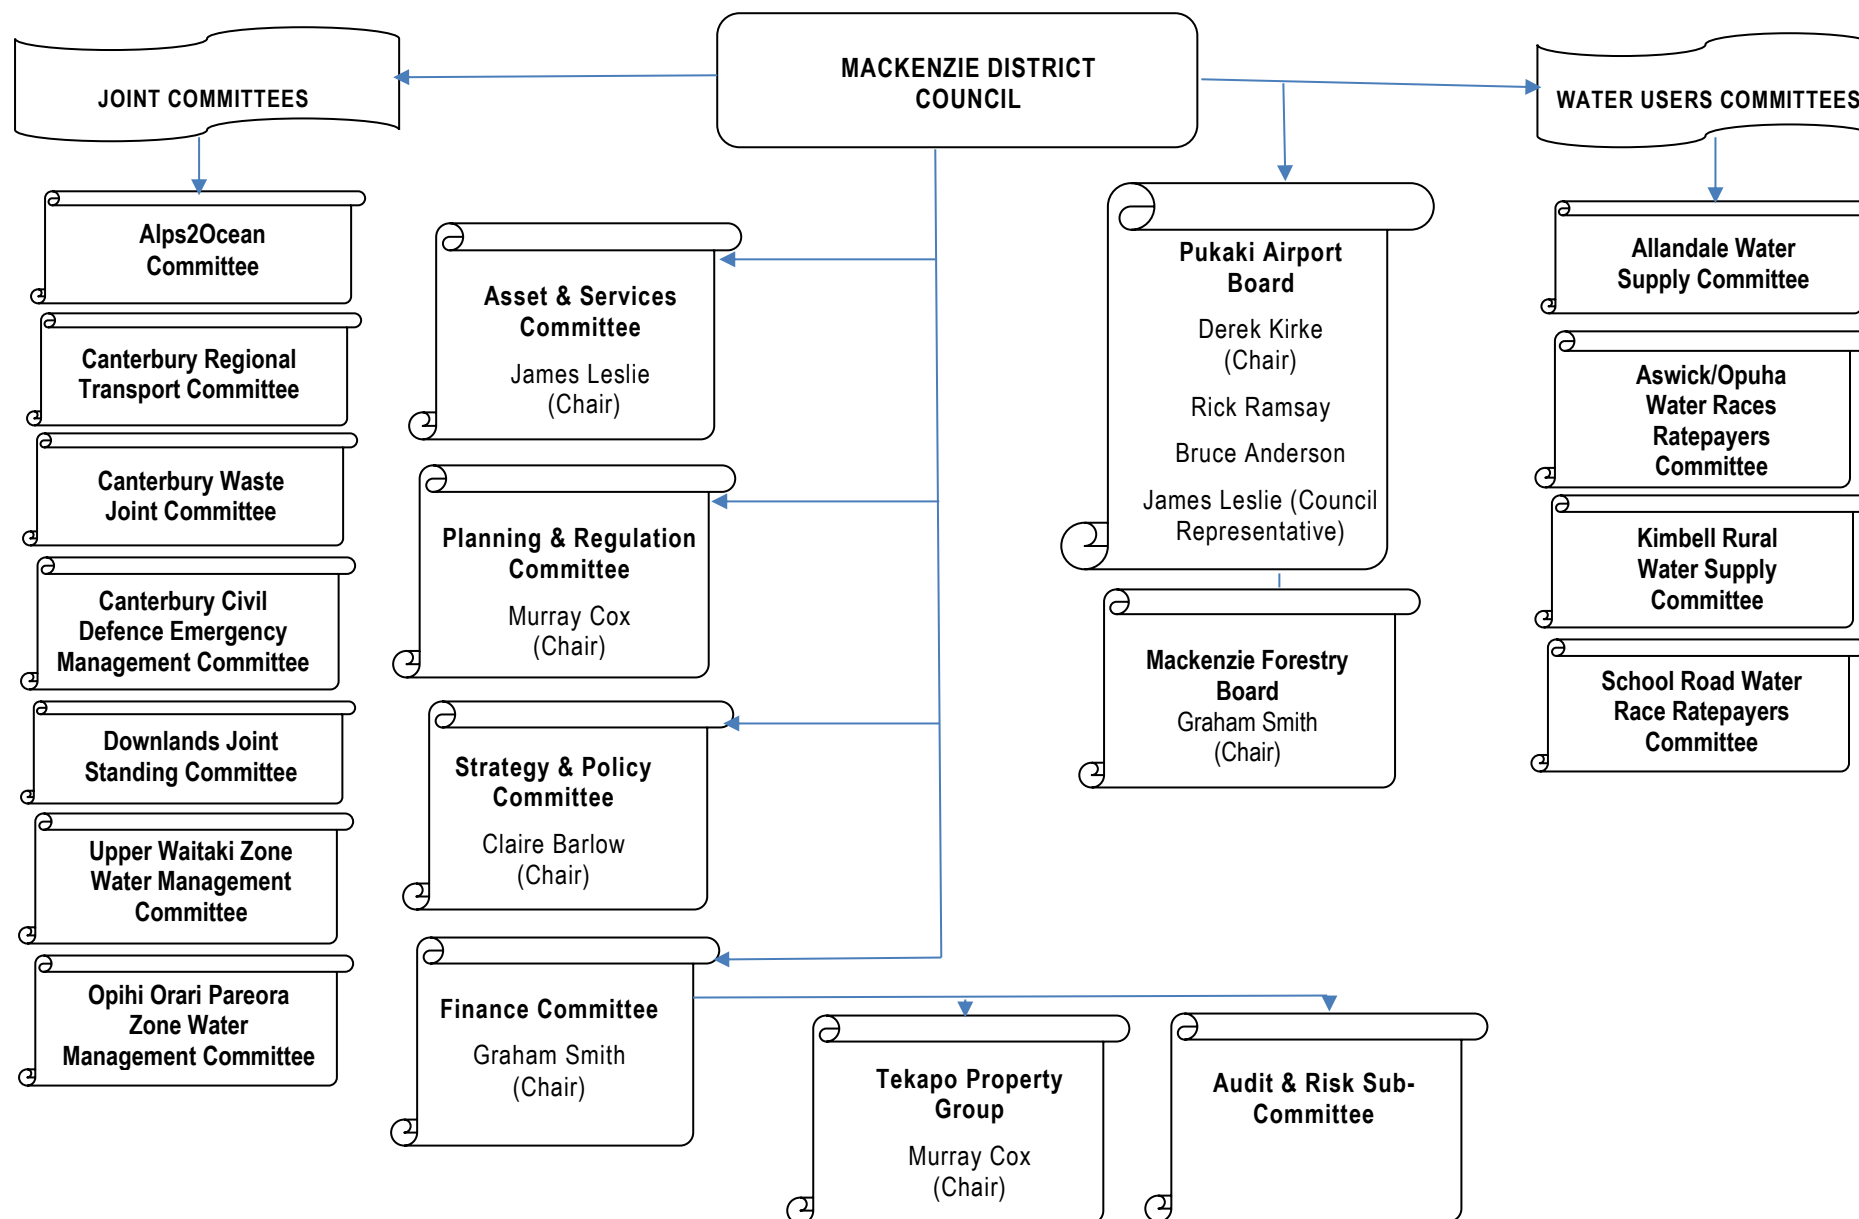 MACKENZIE DISTRICT
COUNCIL
JOINT COMMITTEES
Alps2Ocean
Committee
Canterbury Regional
Transport Committee
Canterbury Waste
Joint Committee
Canterbury Civil
Defence Emergency
Management Committee
Downlands Joint
Standing Committee
Upper Waitaki Zone
Water Management
Committee
Opihi Orari Pareora
Zone Water
Management Committee
Asset & Services
Committee
James Leslie
(Chair)
Planning & Regulation
Committee
Murray Cox
(Chair)
Strategy & Policy
Committee
Claire Barlow
(Chair)
Finance Committee
Graham Smith
(Chair)
Tekapo Property
Group
Murray Cox
(Chair)
Audit & Risk Sub-
Committee
Pukaki Airport
Board
Derek Kirke
(Chair)
Rick Ramsay
Bruce Anderson
James Leslie (Council
Representative)
Mackenzie Forestry
Board
Graham Smith
(Chair)
WATER USERS COMMITTEES
Allandale Water
Supply Committee
Aswick/Opuha
Water Races
Ratepayers
Committee
Kimbell Rural
Water Supply
Committee
School Road Water
Race Ratepayers
Committee